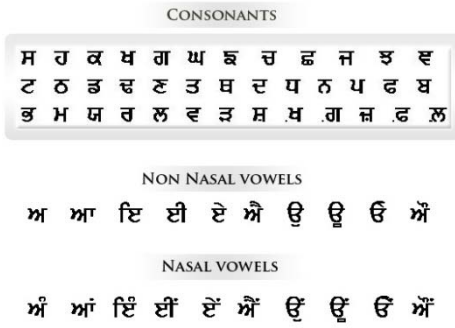 CONSONANTS
ਸ ਹ ਕ ਖ ਗ ਘ ਙ ਚ ਛ ਜ ਝ ਞ
ਟ ਠ ਡ ਢ ਣ ਤ ਥ ਦ ਧ ਨ ਪ ਫ ਬ
ਭ ਮ ਯ ਰ ਲ ਵ ੜ ਸ਼ ਖ਼ ਗ਼ ਜ਼ ਫ਼ ਲ਼
NON NASAL VOWELS
ਅ ਆ ਇ ਈ ਏ ਐ ਉ ਊ ਓ ਔ
NASAL VOWELS
ਅੰ ਆਂ ਇੰ ਈਂ ਏਂ ਐਂ ਉਂ ਊਂ ਓਂ ਔਂ